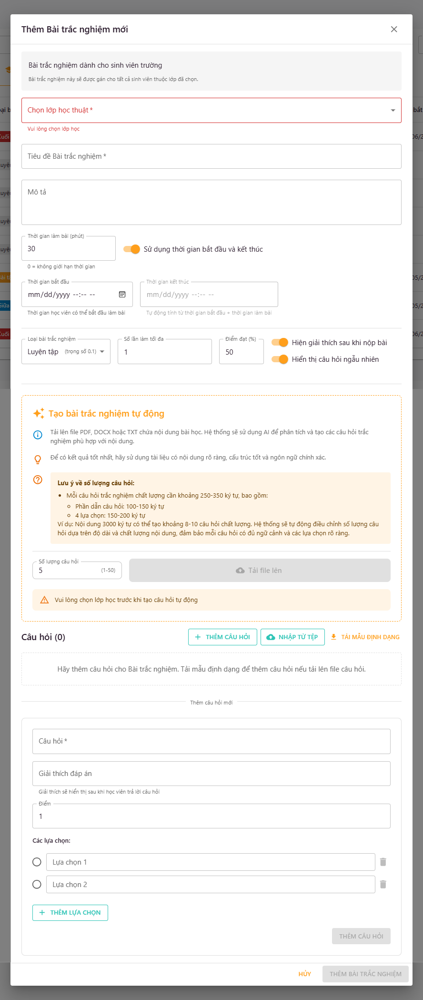 Thêm Bài trắc nghiệm mới
Bài trắc nghiệm dành cho sinh viên trường
Bài trắc nghiệm này sẽ được gán cho tất cả sinh viên thuộc lớp đã chọn.
Chọn lớp học thuật *
Vui lòng chọn lớp học
Tiêu đề Bài trắc nghiệm *
Mô tả
Thời gian làm bài (phút)
30
Sử dụng thời gian bắt đầu và kết thúc
0 = không giới hạn thời gian
Thời gian bắt đầu
Thời gian kết thúc
mm/dd/yyyy --:-- --
mm/dd/yyyy --:-- --
Thời gian học viên có thể bắt đầu làm bài
Tự động tính từ thời gian bắt đầu + thời gian làm bài
Loại bài trắc nghiệm
Số lần làm tối đa
Điểm đạt (%)
Luyện tập (trọng số 0.1)
1
50
Hiện giải thích sau khi nộp bài
Hiển thị câu hỏi ngẫu nhiên
Tạo bài trắc nghiệm tự động
Tải lên file PDF, DOCX hoặc TXT chứa nội dung bài học. Hệ thống sẽ sử dụng AI để phân tích và tạo các câu hỏi trắc
nghiệm phù hợp với nội dung.
Để có kết quả tốt nhất, hãy sử dụng tài liệu có nội dung rõ ràng, cấu trúc tốt và ngôn ngữ chính xác.
Lưu ý về số lượng câu hỏi:
Mỗi câu hỏi trắc nghiệm chất lượng cần khoảng 250-350 ký tự, bao gồm:
Phần dẫn câu hỏi: 100-150 ký tự
4 lựa chọn: 150-200 ký tự
Ví dụ: Nội dung 3000 ký tự có thể tạo khoảng 8-10 câu hỏi chất lượng. Hệ thống sẽ tự động điều chỉnh số lượng câu
hỏi dựa trên độ dài và chất lượng nội dung, đảm bảo mỗi câu hỏi có đủ ngữ cảnh và các lựa chọn rõ ràng.
Số lượng câu hỏi
5 (1-50)
Tải file lên
Vui lòng chọn lớp học trước khi tạo câu hỏi tự động
Câu hỏi (0)
THÊM CÂU HỎI
NHẬP TỪ TỆP
TẢI MẪU ĐỊNH DẠNG
Hãy thêm câu hỏi cho Bài trắc nghiệm. Tải mẫu định dạng để thêm câu hỏi nếu tải lên file câu hỏi.
Thêm câu hỏi mới
Câu hỏi *
Giải thích đáp án
Giải thích sẽ hiển thị sau khi học viên trả lời câu hỏi
Điểm
1
Các lựa chọn:
Lựa chọn 1
Lựa chọn 2
THÊM LỰA CHỌN
THÊM CÂU HỎI
HỦY
THÊM BÀI TRẮC NGHIỆM